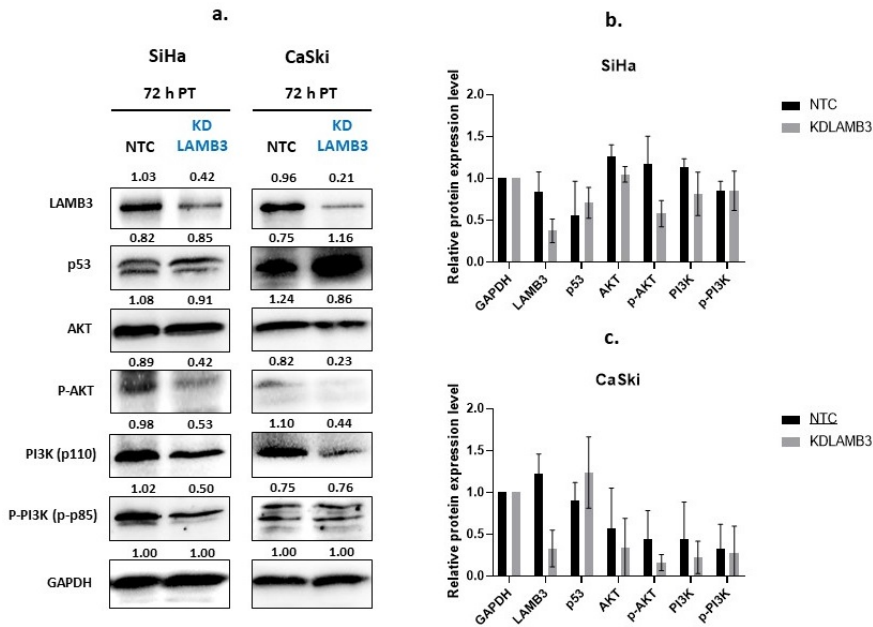 a.
SiHa CaSki
72 h PT 72 h PT
NTC KD LAMB3 NTC KD LAMB3
1.03 0.42 0.96 0.21
LAMB3
0.82 0.85 0.75 1.16
p53
1.08 0.91 1.24 0.86
AKT
0.89 0.42 0.82 0.23
P-AKT
0.98 0.53 1.10 0.44
PI3K (p110)
1.02 0.50 0.75 0.76
P-PI3K (p-p85)
1.00 1.00 1.00 1.00
GAPDH
b.
SiHa
Relative protein expression level
2.0
1.5
1.0
0.5
0.0
GAPDH LAMB3 p53 AKT p-AKT PI3K p-PI3K
NTC
KDLAMB3
c.
CaSki
Relative protein expression level
2.0
1.5
1.0
0.5
0.0
GAPDH LAMB3 p53 AKT p-AKT PI3K p-PI3K
NTC
KDLAMB3